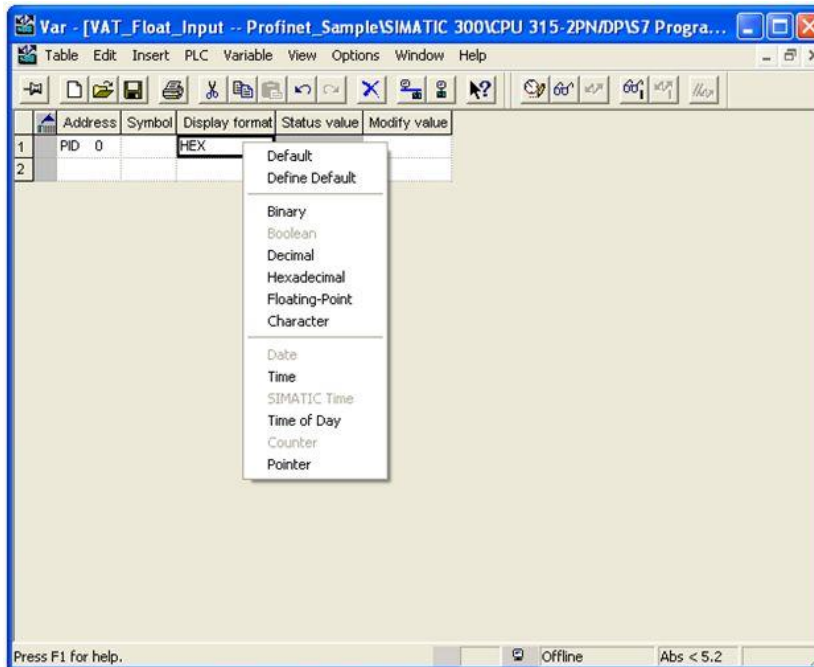 Var - [VAT_Float_Input -- Profinet_Sample\SIMATIC 300\CPU 315-2PN/DP\S7 Progra...
Table Edit Insert PLC Variable View Options Window Help
Address Symbol Display format Status value Modify value
1 PID 0 HEX
2
Default
Define Default
Binary
Boolean
Decimal
Hexadecimal
Floating-Point
Character
Date
Time
SIMATIC Time
Time of Day
Counter
Pointer
Press F1 for help. Offline Abs < 5.2